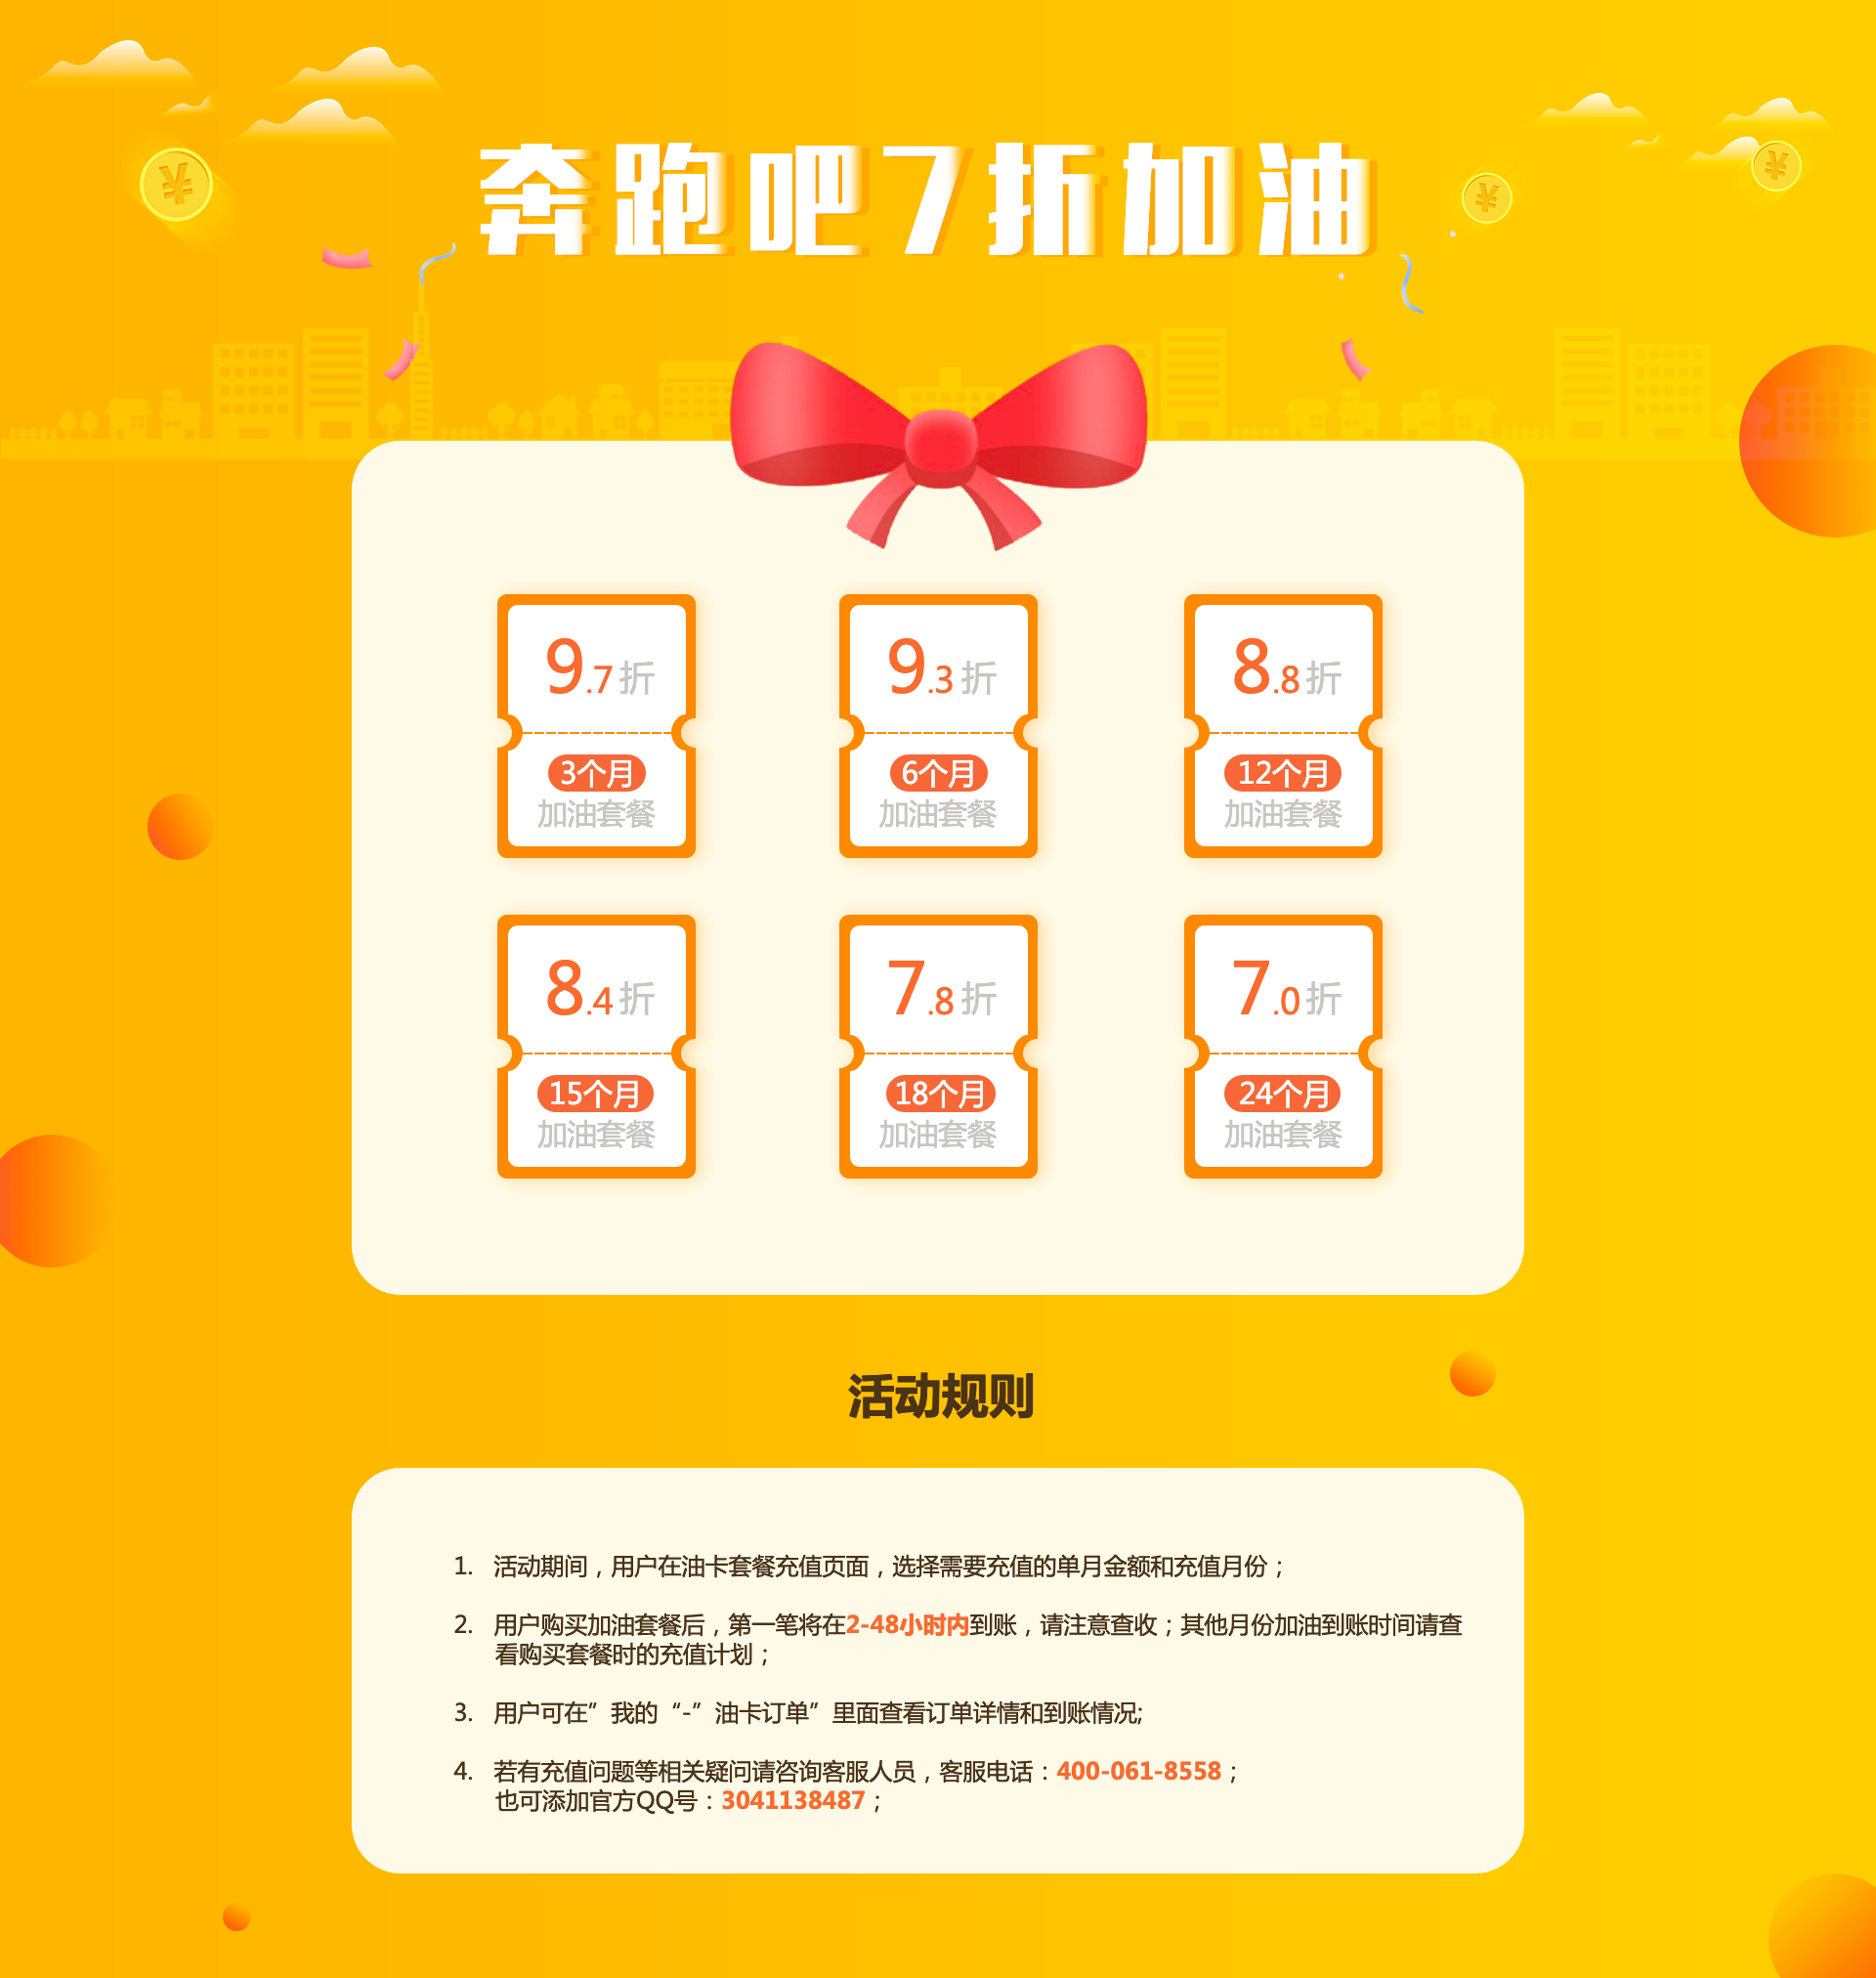 奔跑吧7折加油
9.7折
3个月
加油套餐
9.3折
6个月
加油套餐
8.8折
12个月
加油套餐
8.4折
15个月
加油套餐
7.8折
18个月
加油套餐
7.0折
24个月
加油套餐
活动规则
1. 活动期间，用户在油卡套餐充值页面，选择需要充值的单月金额和充值月份；
2. 用户购买加油套餐后，第一笔将在2-48小时内到账，请注意查收；其他月份加油到账时间请查
看购买套餐时的充值计划；
3. 用户可在”我的“-”油卡订单”里面查看订单详情和到账情况;
4. 若有充值问题等相关疑问请咨询客服人员，客服电话：400-061-8558；
也可添加官方QQ号：3041138487；